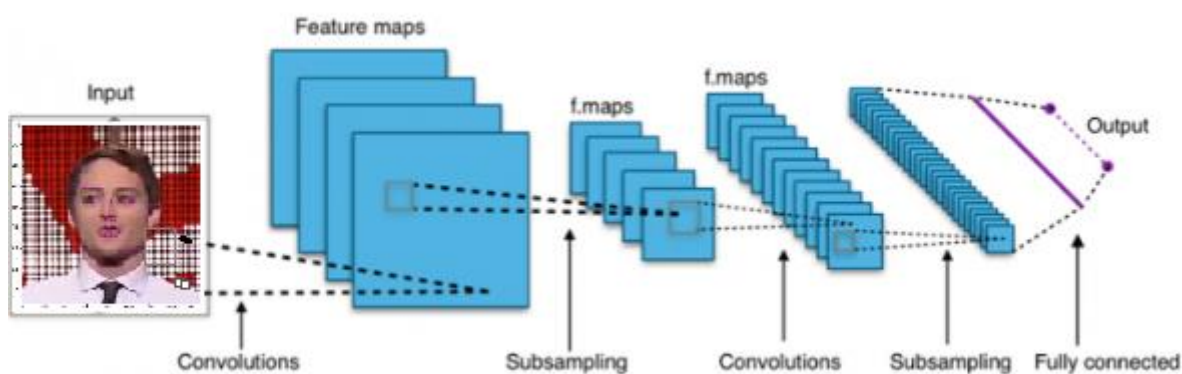 Feature maps
Input
f.maps
f.maps
Output
Convolutions
Subsampling
Convolutions
Subsampling
Fully connected